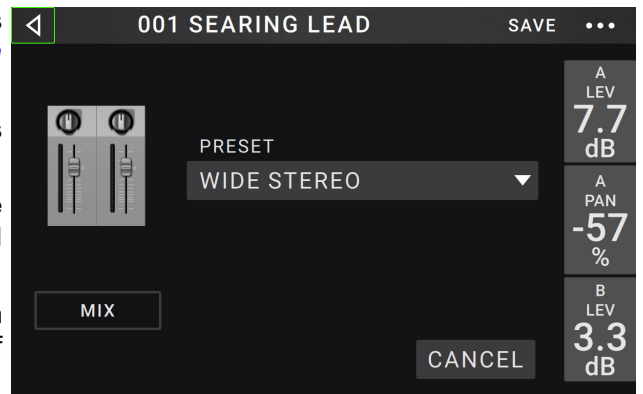 001 SEARING LEAD
SAVE
A
LEV
7.7
dB
PRESET
WIDE STEREO
A
PAN
-57
%
MIX
B
LEV
3.3
dB
CANCEL